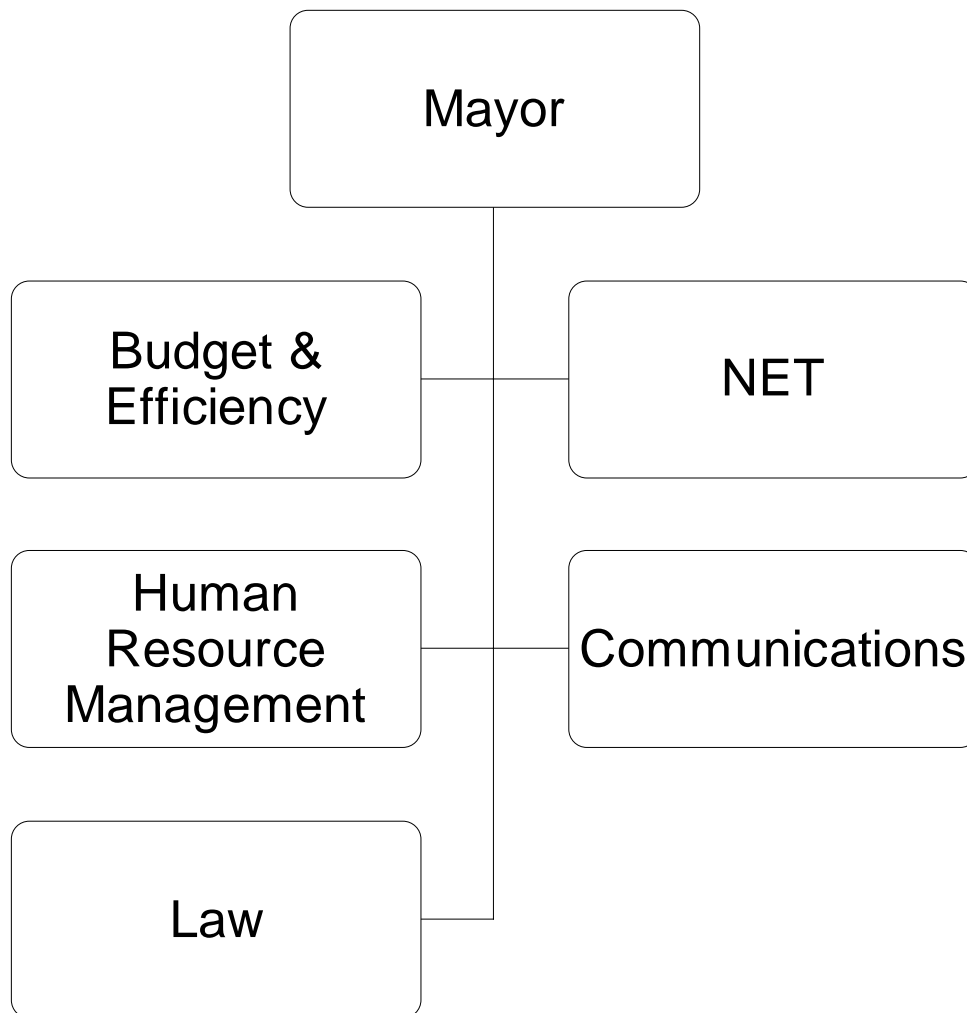 Mayor
Budget &
Efficiency
NET
Human
Resource
Management
Communications
Law